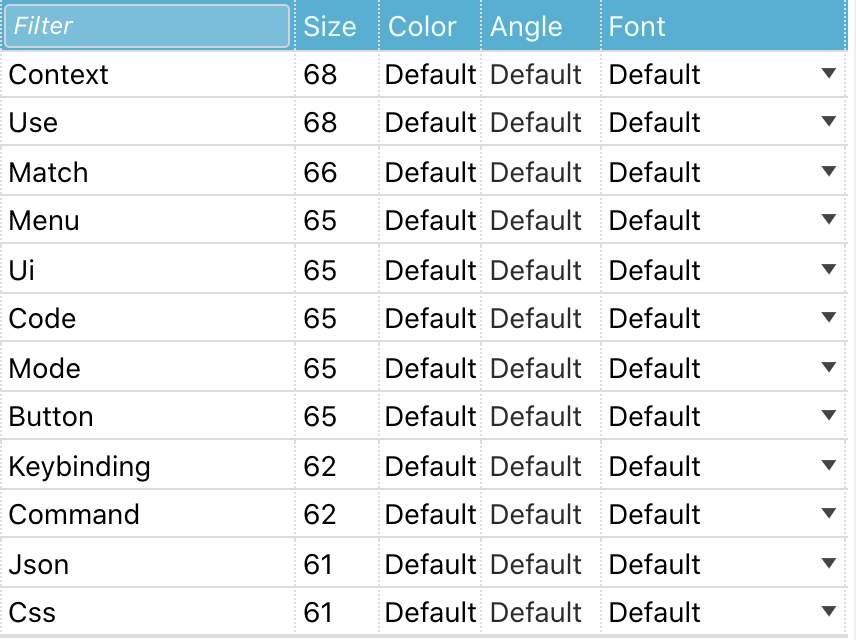 Filter Size Color Angle Font
Context 68 Default Default Default
Use 68 Default Default Default
Match 66 Default Default Default
Menu 65 Default Default Default
Ui 65 Default Default Default
Code 65 Default Default Default
Mode 65 Default Default Default
Button 65 Default Default Default
Keybinding 62 Default Default Default
Command 62 Default Default Default
Json 61 Default Default Default
Css 61 Default Default Default